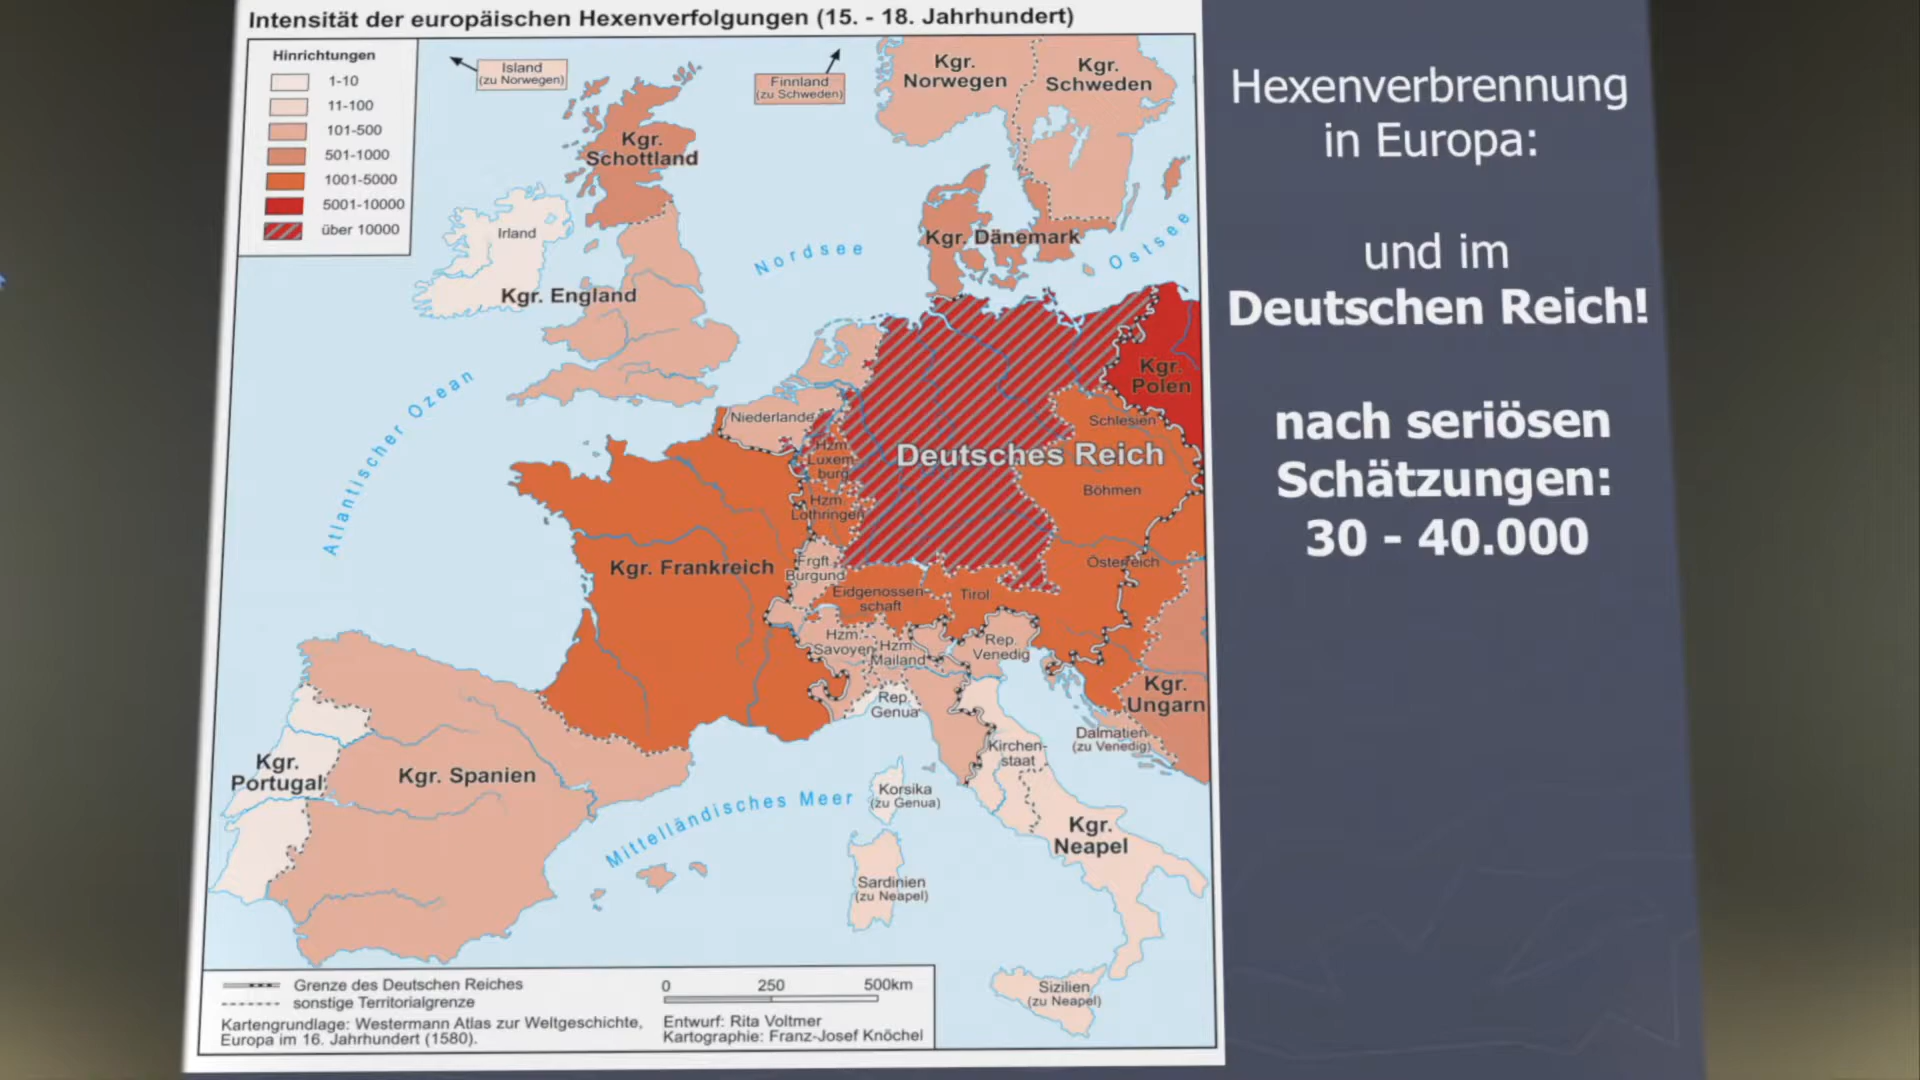 Intensität der europäischen Hexenverfolgungen (15. - 18. Jahrhundert)
Hinrichtungen
1-10
11-100
101-500
501-1000
1001-5000
5001-10000
über 10000
Island
(zu Norwegen)
Finnland
(zu Schweden)
Kgr.
Norwegen
Kgr.
Schweden
Kgr.
Schottland
Irland
Kgr. England
Nordsee
Kgr. Dänemark
Ostsee
Atlantischer Ozean
Kgr.
Polen
Niederlande
Schlesien
Hzm.
Luxem-
burg
Deutsches Reich
Böhmen
Hzm.
Lothringen
Kgr. Frankreich
Frgft.
Burgund
Österreich
Eidgenossen-
schaft
Tirol
Hzm.
Savoyen
Hzm.
Mailand
Rep.
Venedig
Rep.
Genua
Kgr.
Ungarn
Dalmatien
(zu Venedig)
Kirchen-
staat
Kgr.
Portugal
Kgr. Spanien
Mittelländisches Meer
Korsika
(zu Genua)
Kgr.
Neapel
Sardinien
(zu Neapel)
Sizilien
(zu Neapel)
Grenze des Deutschen Reiches
sonstige Territorialgrenze
0 250 500km
Kartengrundlage: Westermann Atlas zur Weltgeschichte,
Europa im 16. Jahrhundert (1580).
Entwurf: Rita Voltmer
Kartographie: Franz-Josef Knöchel
Hexenverbrennung
in Europa:
und im
Deutschen Reich!
nach seriösen
Schätzungen:
30 - 40.000